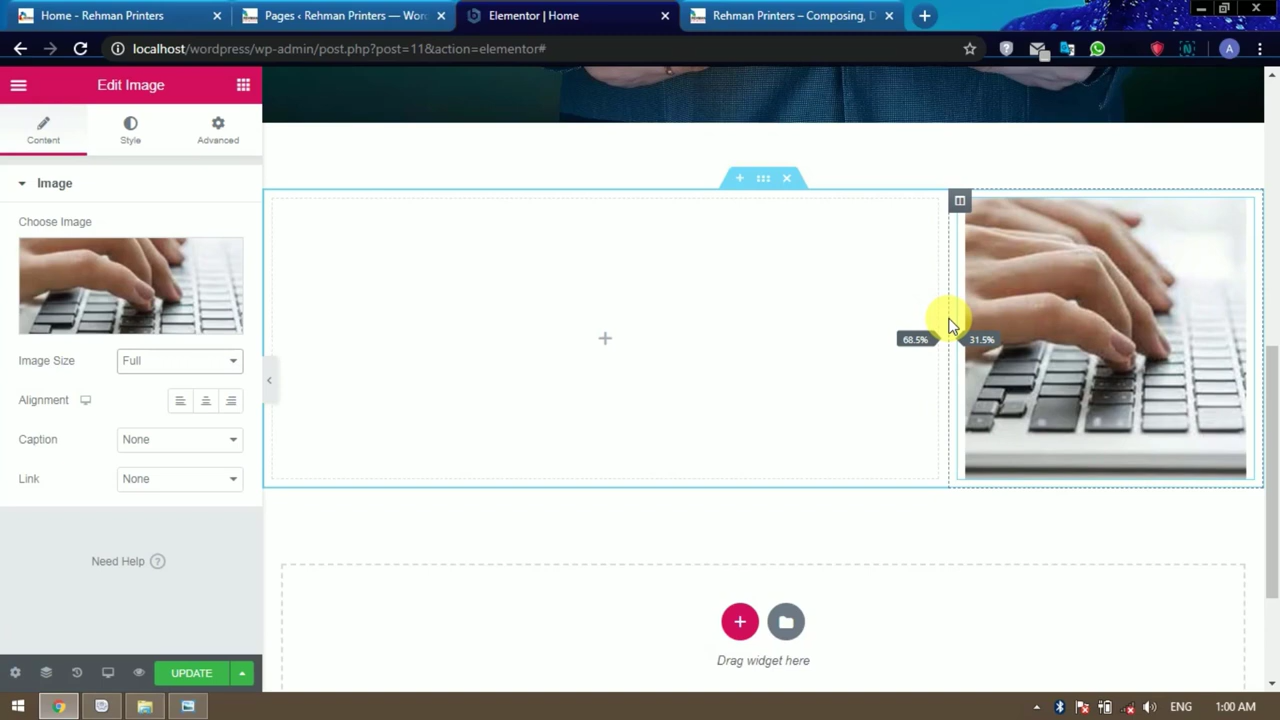 Home - Rehman Printers
Pages ‹ Rehman Printers — Word
Elementor | Home
Rehman Printers – Composing, D
localhost/wordpress/wp-admin/post.php?post=11&action=elementor#
A
Edit Image
Content
Style
Advanced
Image
Choose Image
Image Size
Full
Alignment
Caption
None
Link
None
Need Help ?
UPDATE
68.5%
31.5%
Drag widget here
ENG
1:00 AM